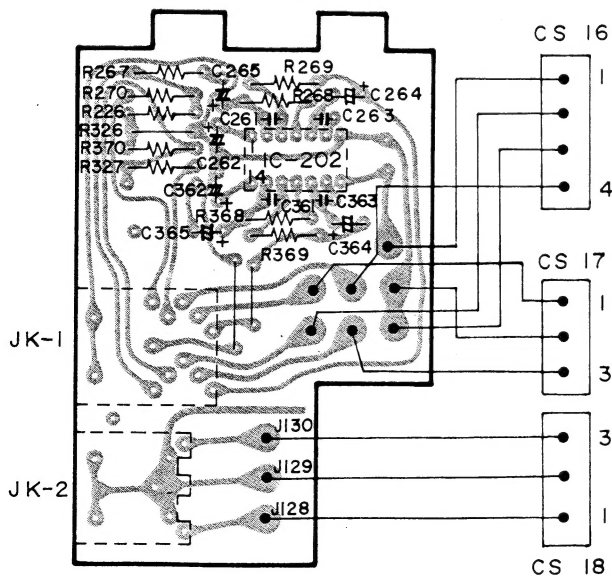 CS 16
R267
C265
R269
1
R270
R268
C264
R226
C261
C263
R326
IC-202
R370
R327
C262
14
4
C362
C361
C363
R368
C365
C364
R369
CS 17
1
JK-1
3
J130
3
J129
JK-2
J128
1
CS 18